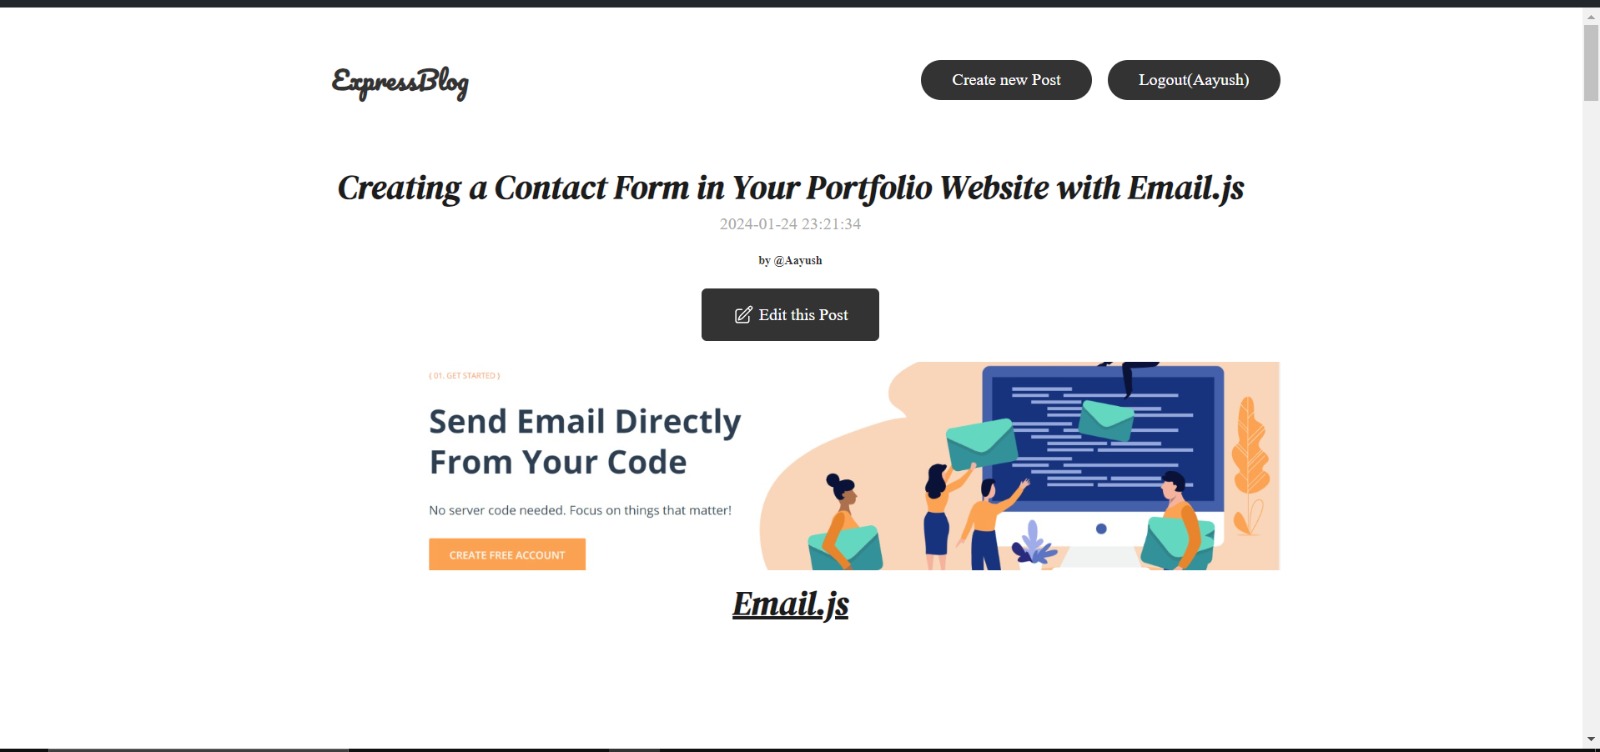 ExpressBlog
Create new Post
Logout(Aayush)
Creating a Contact Form in Your Portfolio Website with Email.js
2024-01-24 23:21:34
by @Aayush
Edit this Post
{ 01. GET STARTED }
Send Email Directly
From Your Code
No server code needed. Focus on things that matter!
CREATE FREE ACCOUNT
Email.js